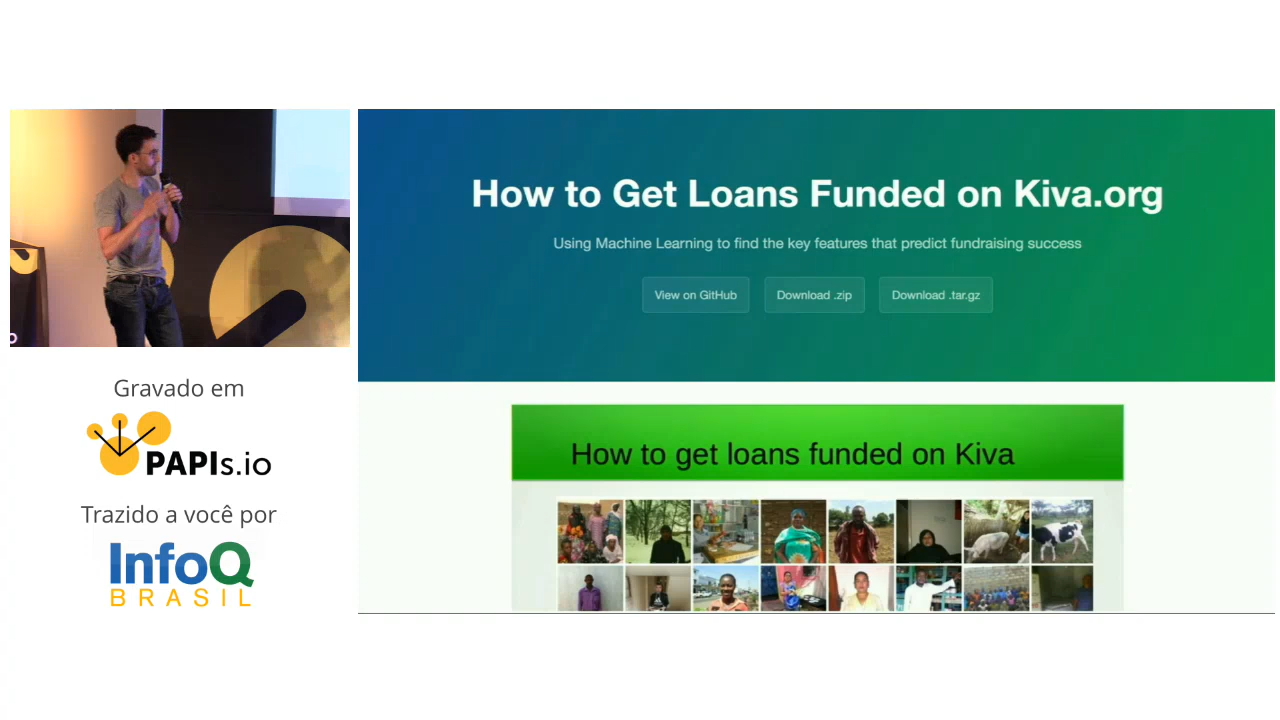 How to Get Loans Funded on Kiva.org
Using Machine Learning to find the key features that predict fundraising success
View on GitHub
Download .zip
Download .tar.gz
How to get loans funded on Kiva
Gravado em
PAPIs.io
Trazido a você por
InfoQ
BRASIL